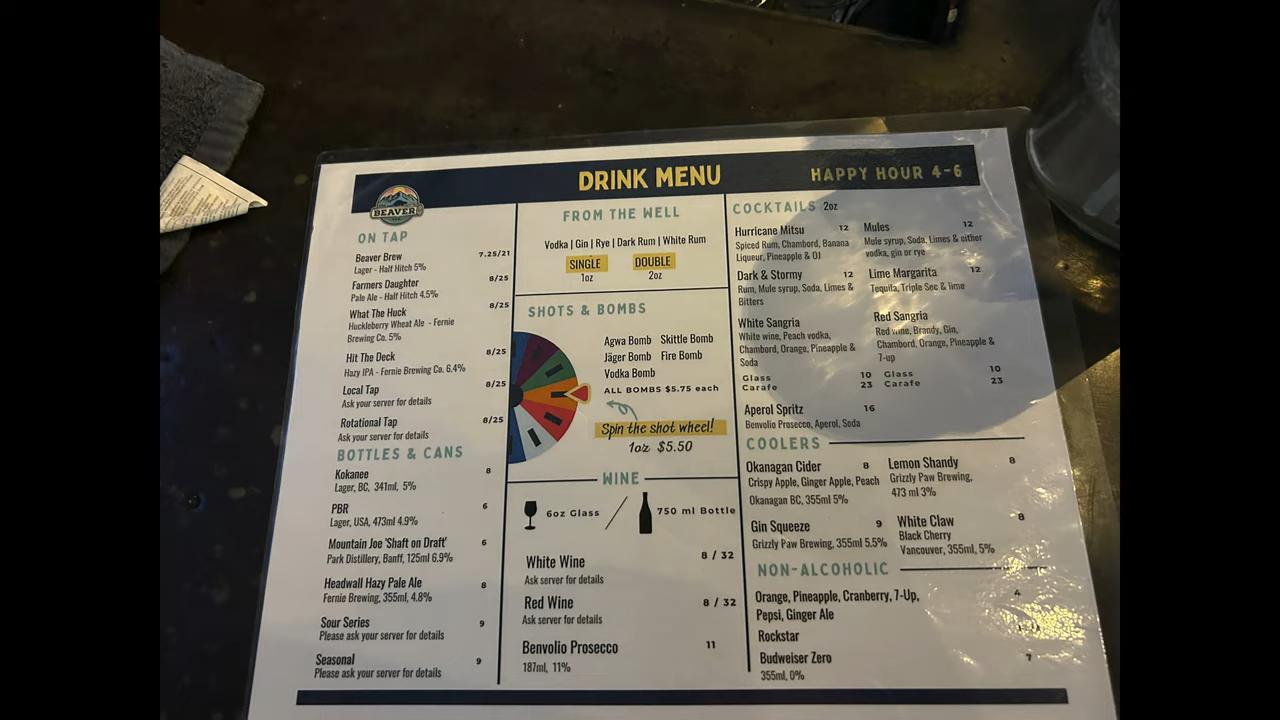 DRINK MENU
HAPPY HOUR 4-6
BEAVER
ON TAP
Beaver Brew 7.25/21
Lager - Half Hitch 5%
Farmers Daughter 8/25
Pale Ale - Half Hitch 4.5%
What The Huck 8/25
Huckleberry Wheat Ale - Fernie
Brewing Co. 5%
Hit The Deck 8/25
Hazy IPA - Fernie Brewing Co. 6.4%
Local Tap 8/25
Ask your server for details
Rotational Tap 8/25
Ask your server for details
BOTTLES & CANS
Kokanee 8
Lager, BC, 341ml, 5%
PBR 6
Lager, USA, 473ml 4.9%
Mountain Joe 'Shaft on Draft' 6
Park Distillery, Banff, 125ml 6.9%
Headwall Hazy Pale Ale 8
Fernie Brewing, 355ml, 4.8%
Sour Series 9
Please ask your server for details
Seasonal 9
Please ask your server for details
FROM THE WELL
Vodka | Gin | Rye | Dark Rum | White Rum
SINGLE DOUBLE
1oz 2oz
SHOTS & BOMBS
Agwa Bomb Skittle Bomb
Jäger Bomb Fire Bomb
Vodka Bomb
ALL BOMBS $5.75 each
Spin the shot wheel!
1oz $5.50
WINE
6oz Glass / 750 ml Bottle
White Wine 8 / 32
Ask server for details
Red Wine 8 / 32
Ask server for details
Benvolio Prosecco 11
187ml, 11%
COCKTAILS 2oz
Hurricane Mitsu 12
Spiced Rum, Chambord, Banana
Liqueur, Pineapple & OJ
Mules 12
Mule syrup, Soda, Limes & either
vodka, gin or rye
Dark & Stormy 12
Rum, Mule syrup, Soda, Limes &
Bitters
Lime Margarita 12
Tequila, Triple Sec & lime
White Sangria
White wine, Peach vodka,
Chambord, Orange, Pineapple &
Soda
Glass 10
Carafe 23
Red Sangria
Red wine, Brandy, Gin,
Chambord, Orange, Pineapple &
7-up
Glass 10
Carafe 23
Aperol Spritz 16
Benvolio Prosecco, Aperol, Soda
COOLERS
Okanagan Cider 8
Crispy Apple, Ginger Apple, Peach
Okanagan BC, 355ml 5%
Lemon Shandy 8
Grizzly Paw Brewing,
473 ml 3%
Gin Squeeze 9
Grizzly Paw Brewing, 355ml 5.5%
White Claw 8
Black Cherry
Vancouver, 355ml, 5%
NON-ALCOHOLIC
Orange, Pineapple, Cranberry, 7-Up, 4
Pepsi, Ginger Ale
Rockstar
Budweiser Zero 7
355ml, 0%